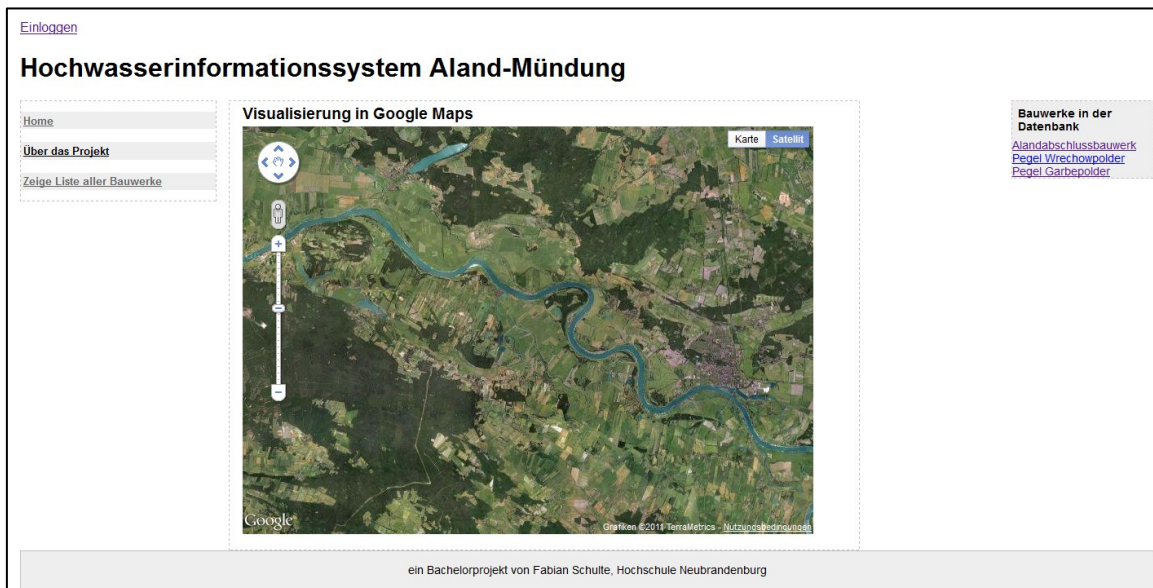 Einloggen
Hochwasserinformationssystem Aland-Mündung
Home
Über das Projekt
Zeige Liste aller Bauwerke
Visualisierung in Google Maps
Karte
Satellit
Google
Grafiken ©2011 TerraMetrics - Nutzungsbedingungen
Bauwerke in der
Datenbank
Alandabschlussbauwerk
Pegel Wrechowpolder
Pegel Garbepolder
ein Bachelorprojekt von Fabian Schulte, Hochschule Neubrandenburg